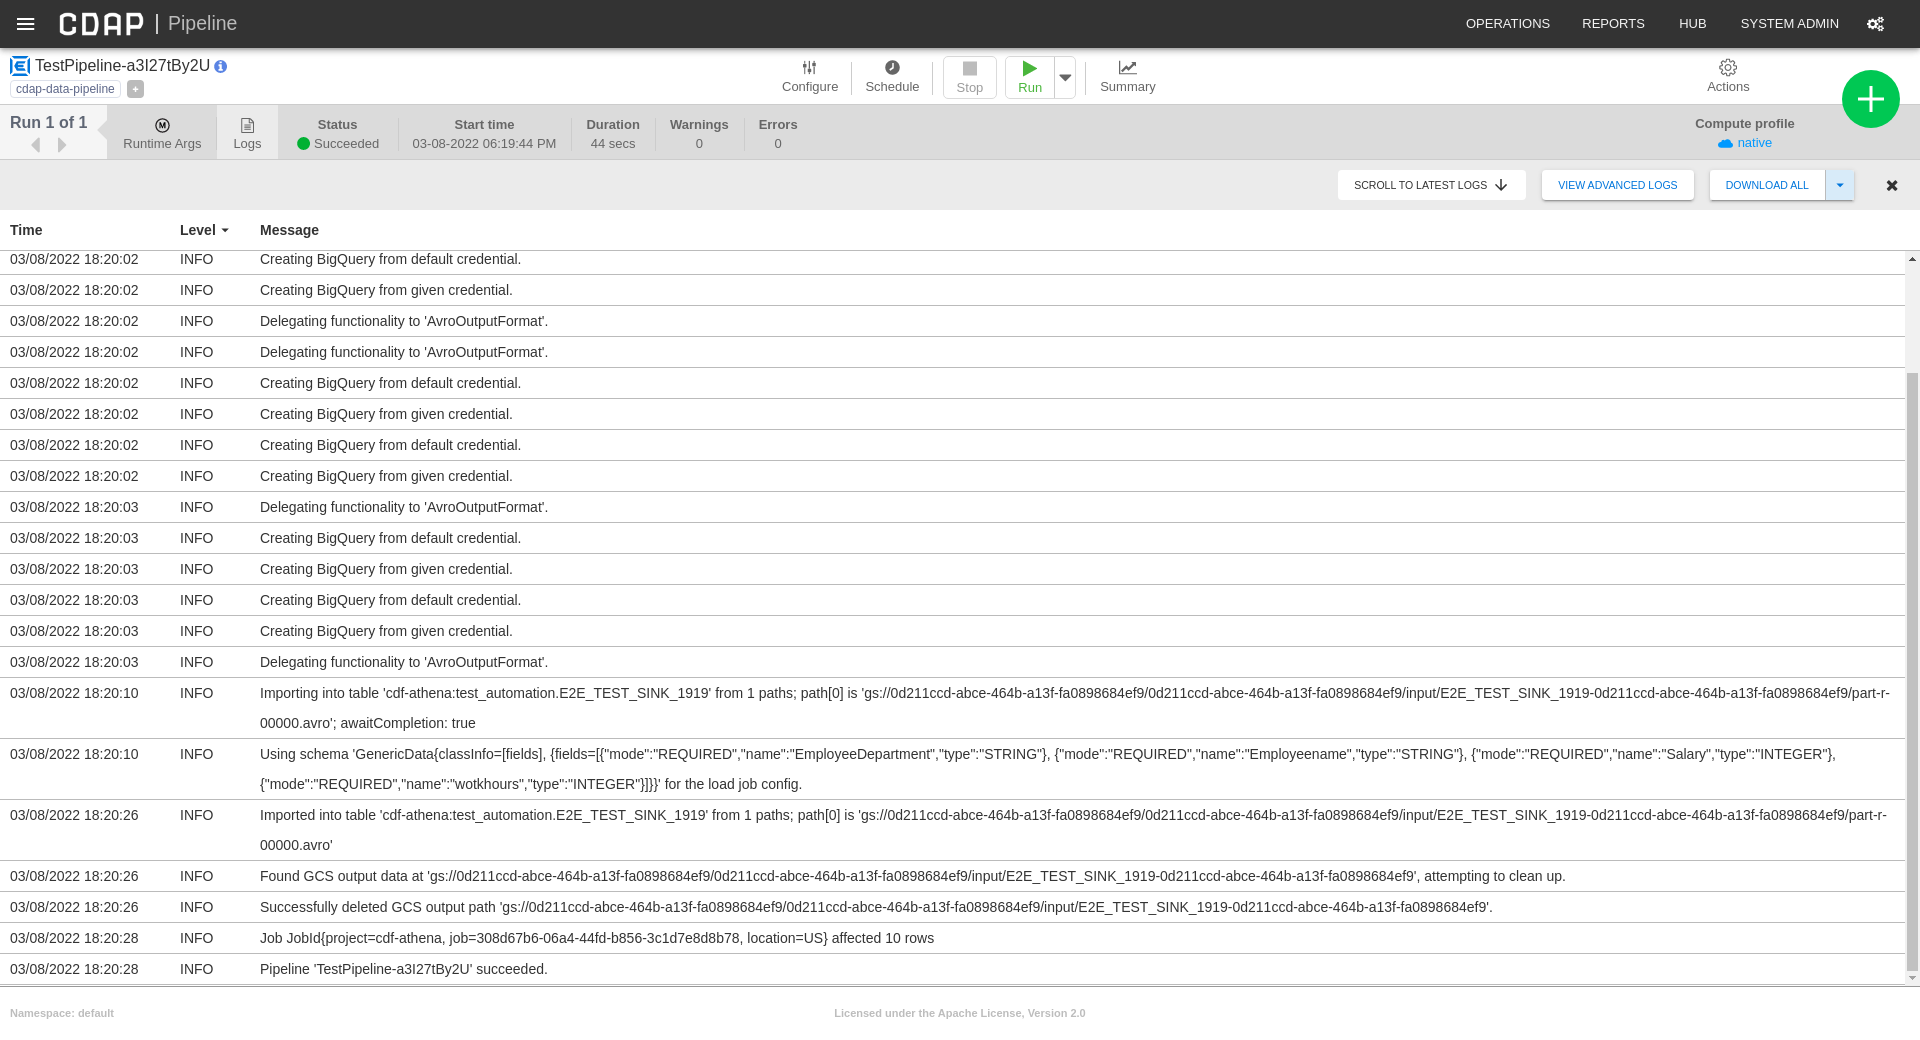 CDAP | Pipeline
OPERATIONS REPORTS HUB SYSTEM ADMIN
TestPipeline-a3I27tBy2U
cdap-data-pipeline +
Configure Schedule Stop Run Summary Actions
Run 1 of 1
Runtime Args
Logs
Status
Succeeded
Start time
03-08-2022 06:19:44 PM
Duration
44 secs
Warnings
0
Errors
0
Compute profile
native
SCROLL TO LATEST LOGS VIEW ADVANCED LOGS DOWNLOAD ALL
Time Level Message
03/08/2022 18:20:02 INFO Creating BigQuery from default credential.
03/08/2022 18:20:02 INFO Creating BigQuery from given credential.
03/08/2022 18:20:02 INFO Delegating functionality to 'AvroOutputFormat'.
03/08/2022 18:20:02 INFO Delegating functionality to 'AvroOutputFormat'.
03/08/2022 18:20:02 INFO Creating BigQuery from default credential.
03/08/2022 18:20:02 INFO Creating BigQuery from given credential.
03/08/2022 18:20:02 INFO Creating BigQuery from default credential.
03/08/2022 18:20:02 INFO Creating BigQuery from given credential.
03/08/2022 18:20:03 INFO Delegating functionality to 'AvroOutputFormat'.
03/08/2022 18:20:03 INFO Creating BigQuery from default credential.
03/08/2022 18:20:03 INFO Creating BigQuery from given credential.
03/08/2022 18:20:03 INFO Creating BigQuery from default credential.
03/08/2022 18:20:03 INFO Creating BigQuery from given credential.
03/08/2022 18:20:03 INFO Delegating functionality to 'AvroOutputFormat'.
03/08/2022 18:20:10 INFO Importing into table 'cdf-athena:test_automation.E2E_TEST_SINK_1919' from 1 paths; path[0] is 'gs://0d211ccd-abce-464b-a13f-fa0898684ef9/0d211ccd-abce-464b-a13f-fa0898684ef9/input/E2E_TEST_SINK_1919-0d211ccd-abce-464b-a13f-fa0898684ef9/part-r-
00000.avro'; awaitCompletion: true
03/08/2022 18:20:10 INFO Using schema 'GenericData{classInfo=[fields], {fields=[{"mode":"REQUIRED","name":"EmployeeDepartment","type":"STRING"}, {"mode":"REQUIRED","name":"Employeename","type":"STRING"}, {"mode":"REQUIRED","name":"Salary","type":"INTEGER"},
{"mode":"REQUIRED","name":"wotkhours","type":"INTEGER"}]}}' for the load job config.
03/08/2022 18:20:26 INFO Imported into table 'cdf-athena:test_automation.E2E_TEST_SINK_1919' from 1 paths; path[0] is 'gs://0d211ccd-abce-464b-a13f-fa0898684ef9/0d211ccd-abce-464b-a13f-fa0898684ef9/input/E2E_TEST_SINK_1919-0d211ccd-abce-464b-a13f-fa0898684ef9/part-r-
00000.avro'
03/08/2022 18:20:26 INFO Found GCS output data at 'gs://0d211ccd-abce-464b-a13f-fa0898684ef9/0d211ccd-abce-464b-a13f-fa0898684ef9/input/E2E_TEST_SINK_1919-0d211ccd-abce-464b-a13f-fa0898684ef9', attempting to clean up.
03/08/2022 18:20:26 INFO Successfully deleted GCS output path 'gs://0d211ccd-abce-464b-a13f-fa0898684ef9/0d211ccd-abce-464b-a13f-fa0898684ef9/input/E2E_TEST_SINK_1919-0d211ccd-abce-464b-a13f-fa0898684ef9'.
03/08/2022 18:20:28 INFO Job JobId{project=cdf-athena, job=308d67b6-06a4-44fd-b856-3c1d7e8d8b78, location=US} affected 10 rows
03/08/2022 18:20:28 INFO Pipeline 'TestPipeline-a3I27tBy2U' succeeded.
Namespace: default
Licensed under the Apache License, Version 2.0